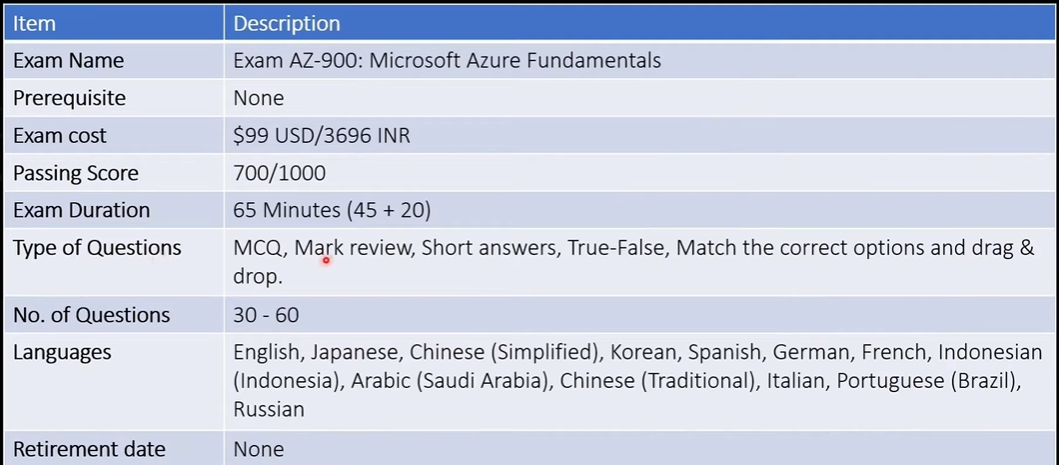 Item Description
Exam Name Exam AZ-900: Microsoft Azure Fundamentals
Prerequisite None
Exam cost $99 USD/3696 INR
Passing Score 700/1000
Exam Duration 65 Minutes (45 + 20)
Type of Questions MCQ, Mark review, Short answers, True-False, Match the correct options and drag &
drop.
No. of Questions 30 - 60
Languages English, Japanese, Chinese (Simplified), Korean, Spanish, German, French, Indonesian
(Indonesia), Arabic (Saudi Arabia), Chinese (Traditional), Italian, Portuguese (Brazil),
Russian
Retirement date None